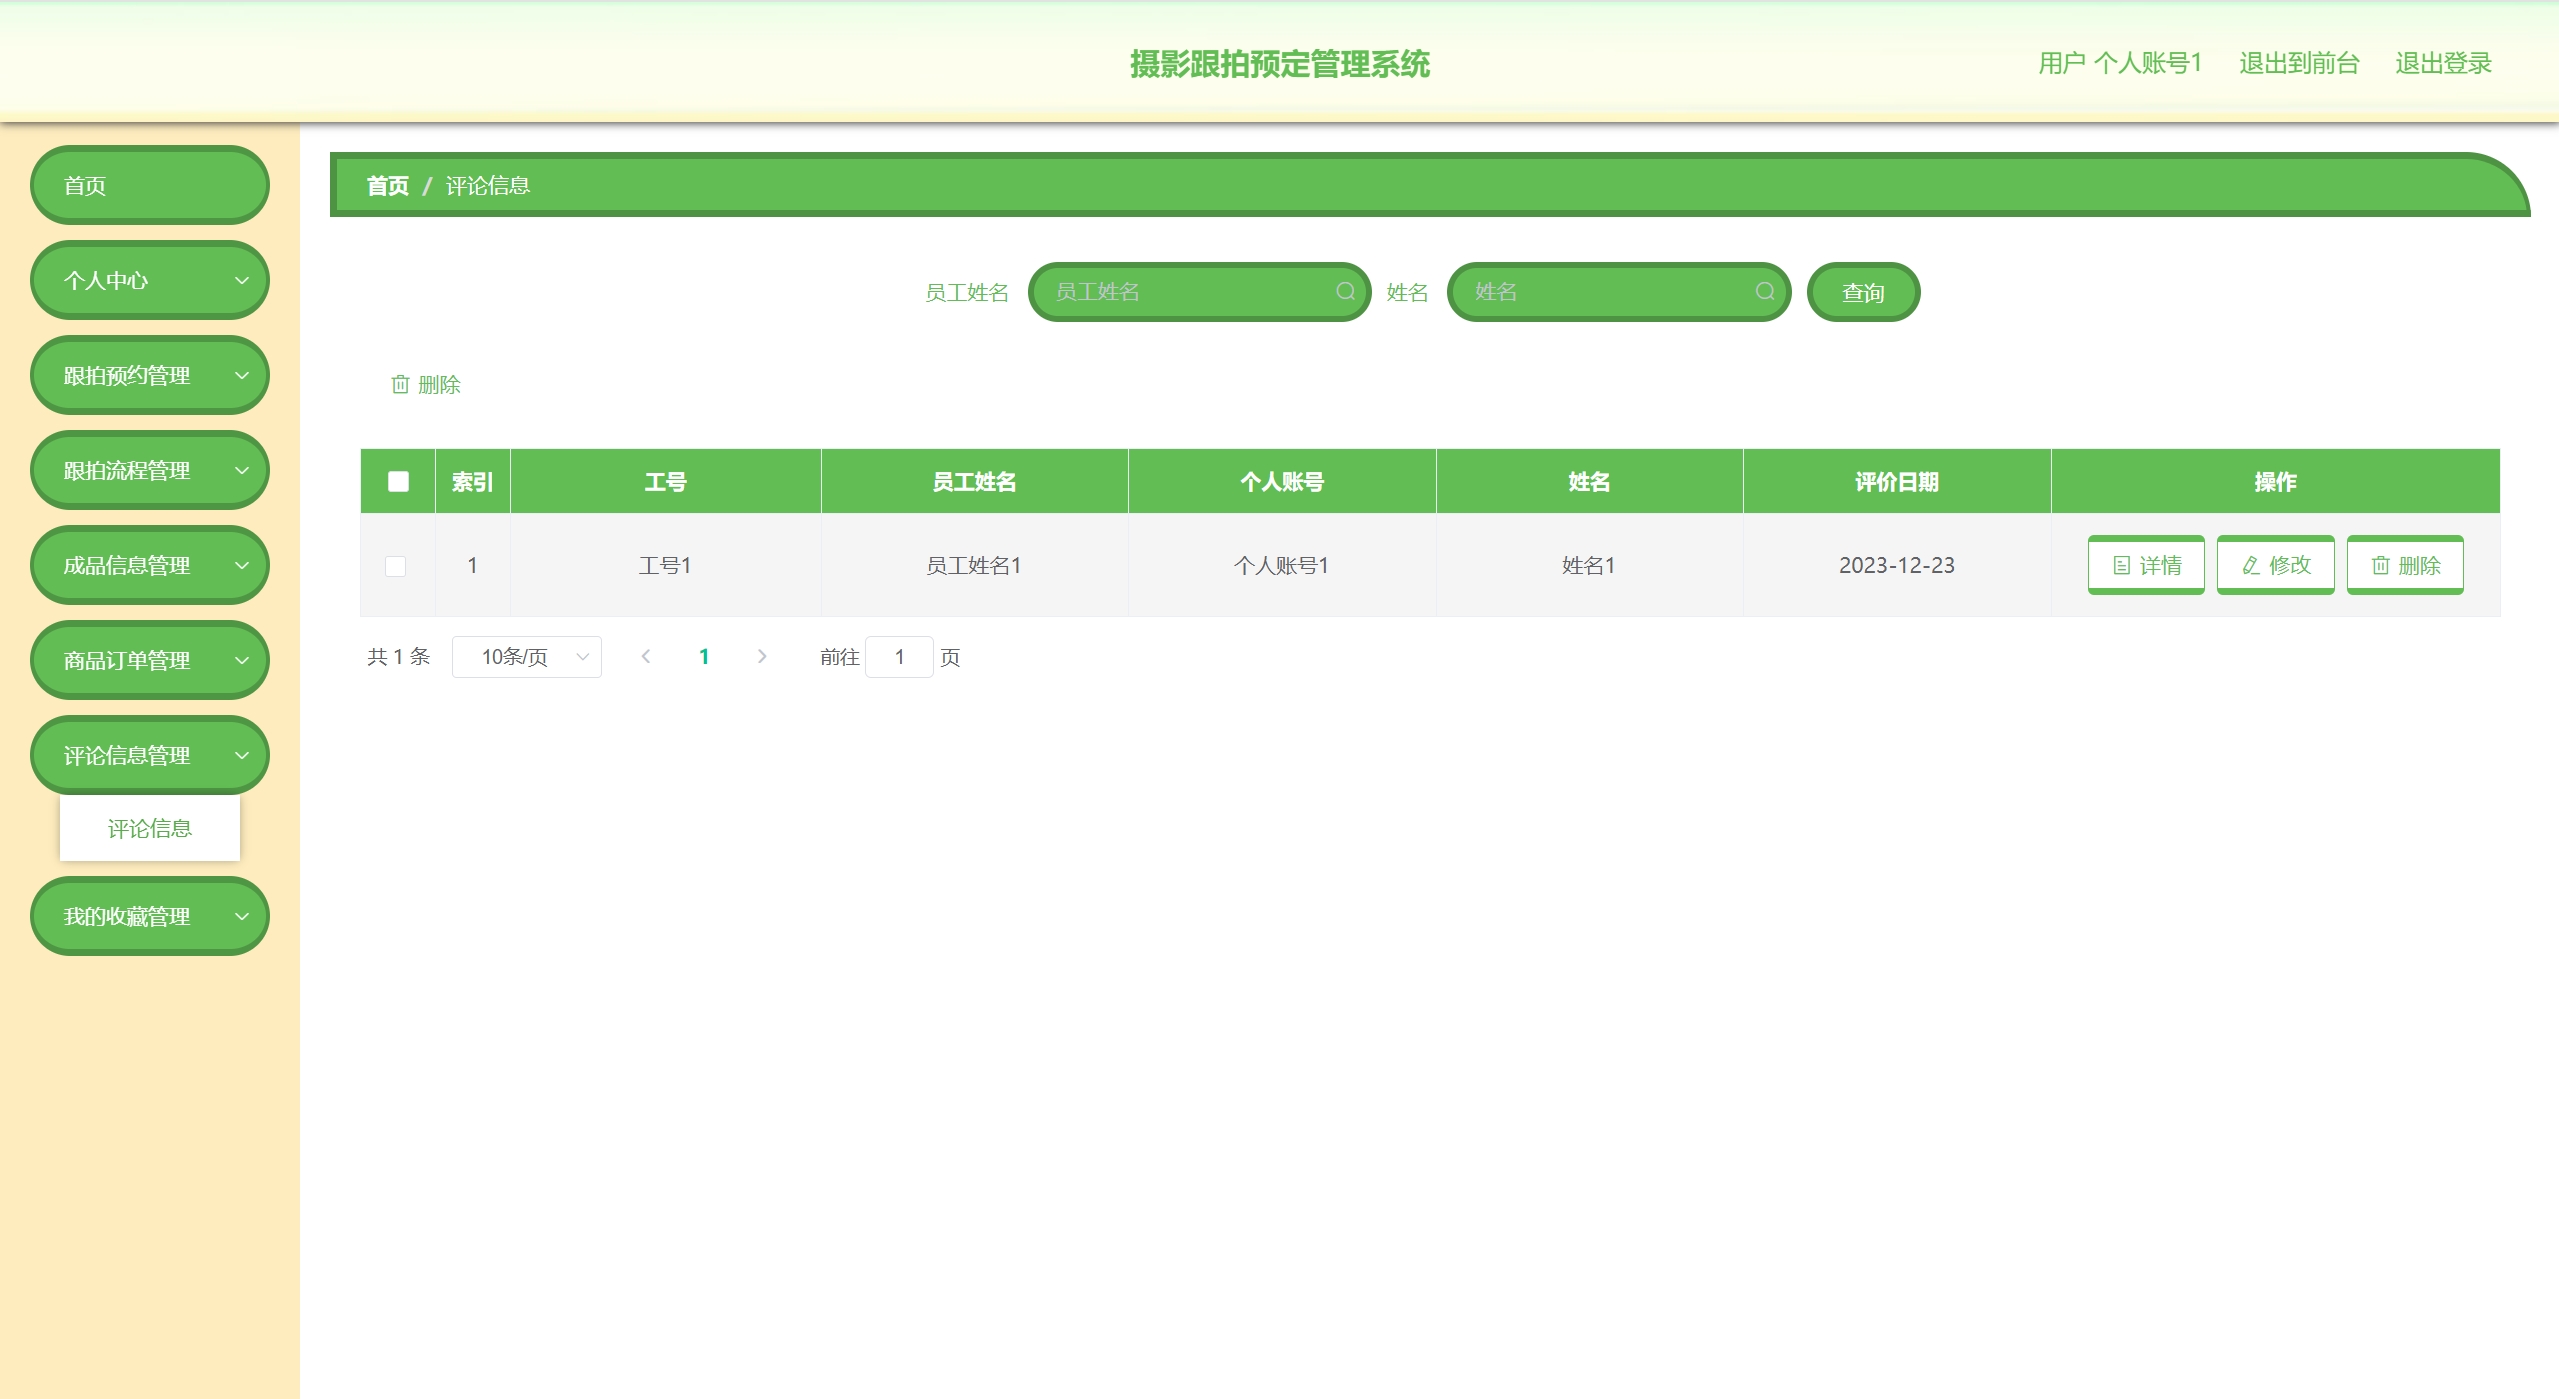 摄影跟拍预定管理系统
用户 个人账号1 退出到前台 退出登录
首页
个人中心
跟拍预约管理
跟拍流程管理
成品信息管理
商品订单管理
评论信息管理
评论信息
我的收藏管理
首页 / 评论信息
员工姓名 员工姓名 姓名 姓名 查询
删除
索引 工号 员工姓名 个人账号 姓名 评价日期 操作
1 工号1 员工姓名1 个人账号1 姓名1 2023-12-23 详情 修改 删除
共 1 条 10条/页 1 前往 1 页